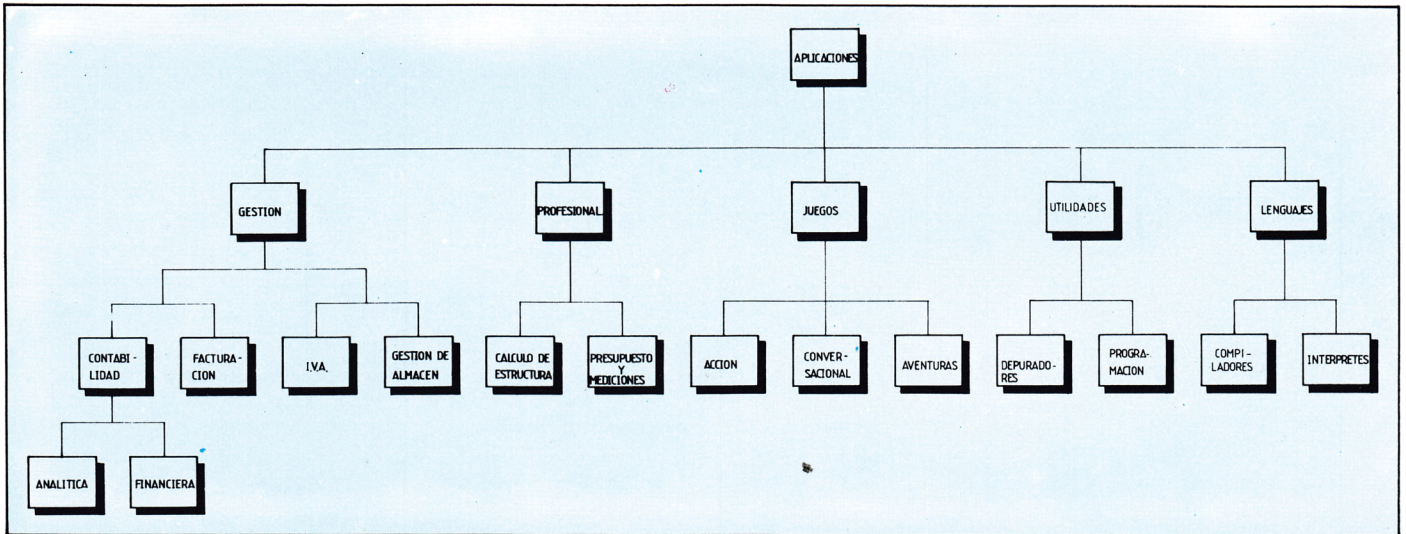 APLICACIONES
GESTION
PROFESIONAL
JUEGOS
UTILIDADES
LENGUAJES
CONTABI-
LIDAD
FACTURA-
CION
I.V.A.
GESTION DE
ALMACEN
CALCULO DE
ESTRUCTURA
PRESUPUESTO
Y
MEDICIONES
ACCION
CONVER-
SACIONAL
AVENTURAS
DEPURADO-
RES
PROGRA-
MACION
COMPI-
LADORES
INTERPRETES
ANALITICA
FINANCIERA